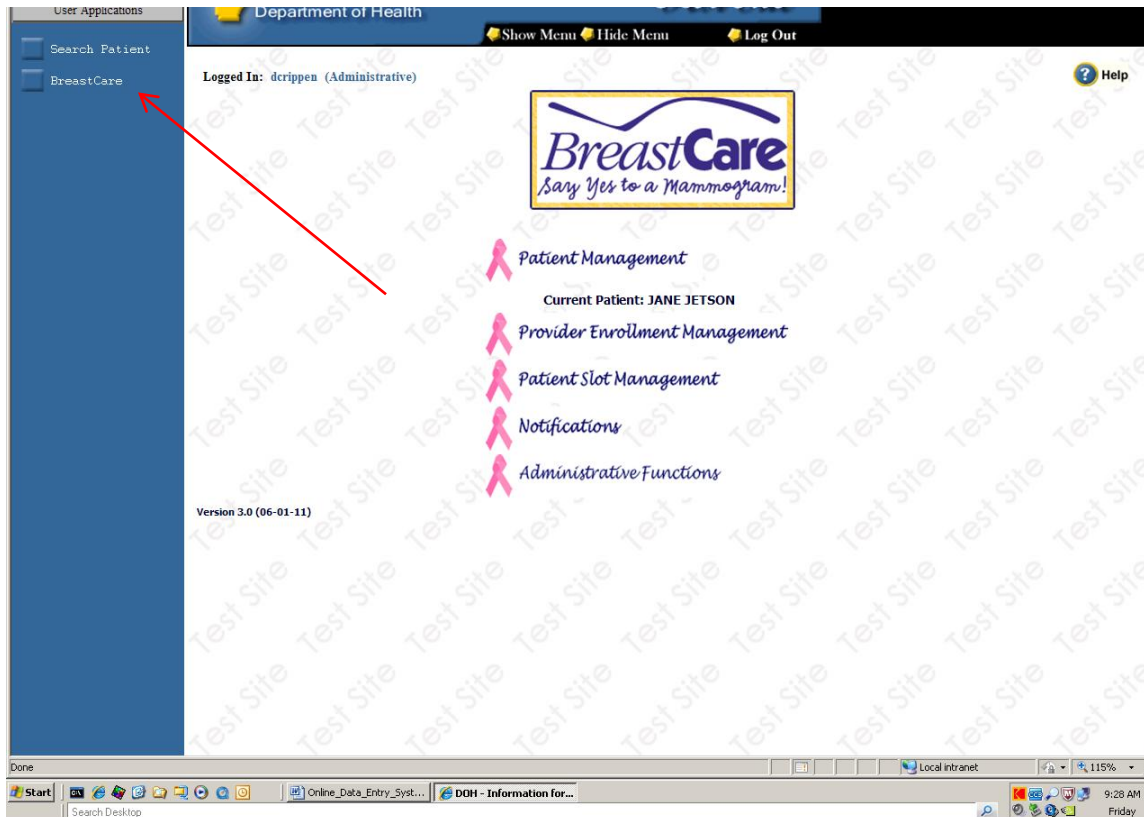 User Applications
Department of Health
Show Menu Hide Menu Log Out
Search Patient
BreastCare
Logged In: dcrippen (Administrative)
Help
BreastCare
Say Yes to a Mammogram!
Patient Management
Current Patient: JANE JETSON
Provider Enrollment Management
Patient Slot Management
Notifications
Administrative Functions
Version 3.0 (06-01-11)
Test Site
Done
Local intranet
115%
Start
Online_Data_Entry_Syst...
DOH - Information for...
9:28 AM
Search Desktop
Friday